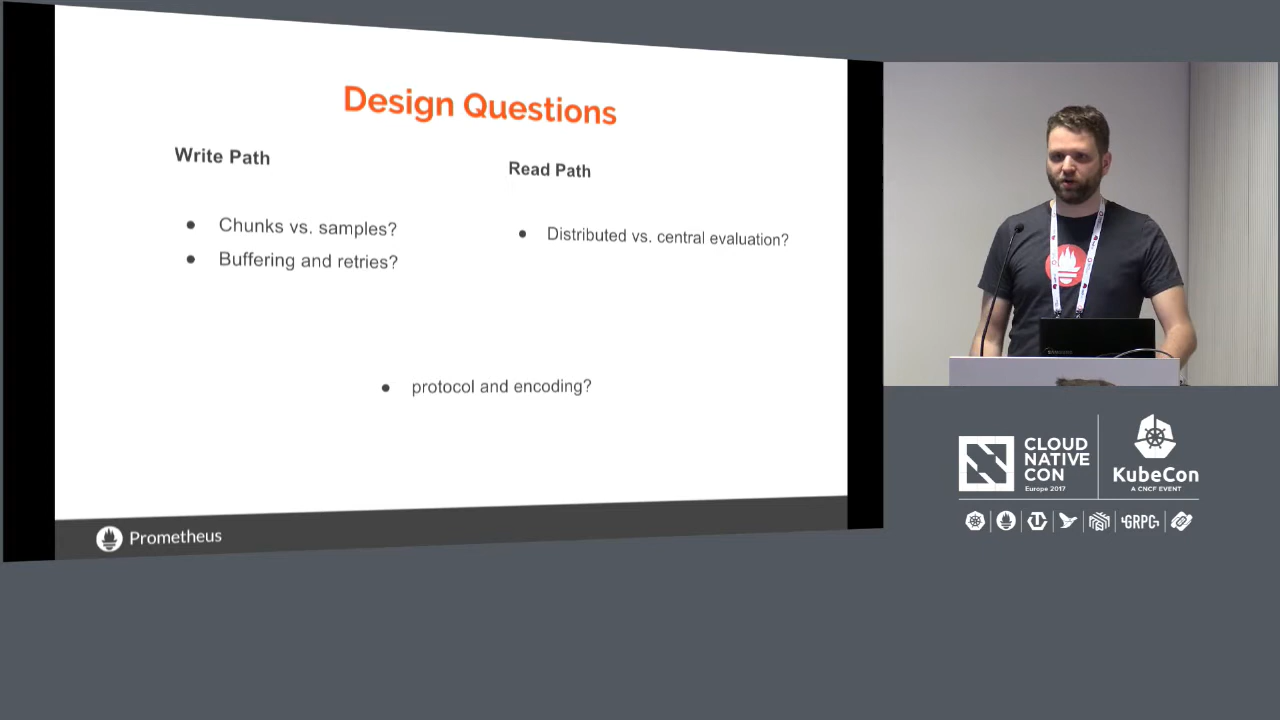 Design Questions
Write Path
Read Path
Chunks vs. samples?
Buffering and retries?
Distributed vs. central evaluation?
protocol and encoding?
Prometheus
CLOUD
NATIVE
CON
Europe 2017
KubeCon
A CNCF EVENT
GRPC